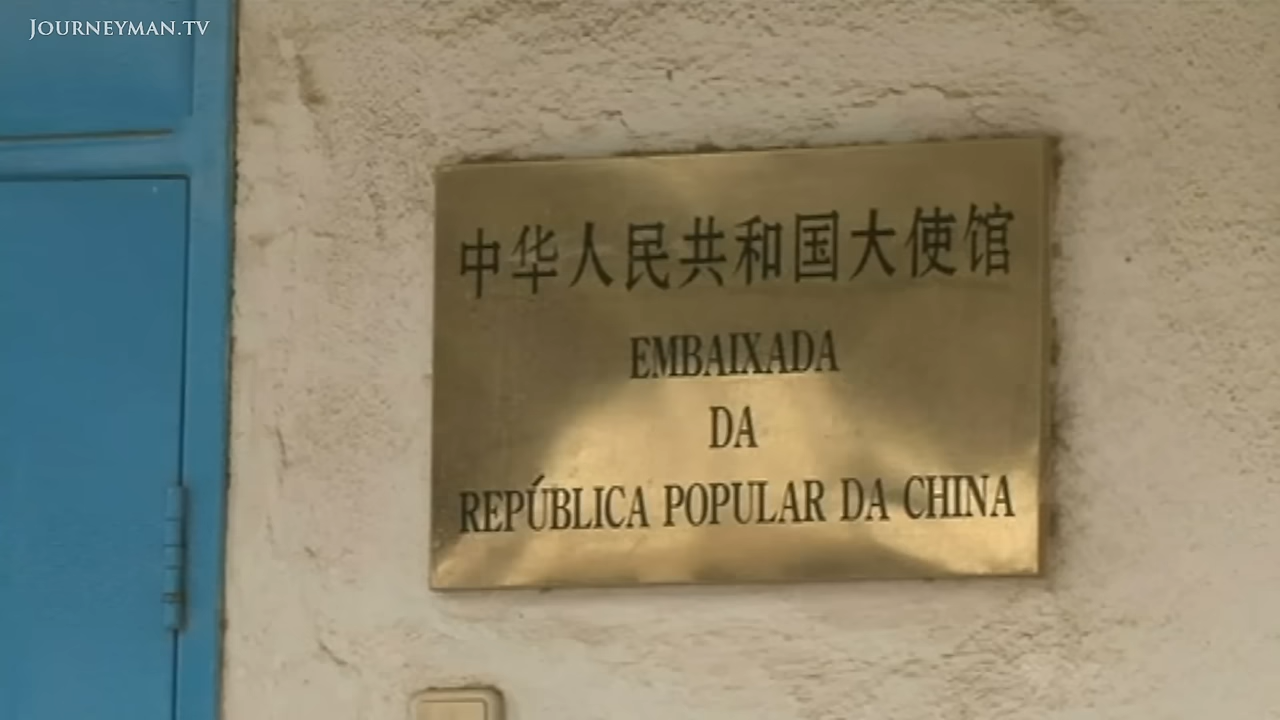 JOURNEYMAN.TV
中华人民共和国大使馆
EMBAIXADA
DA
REPÚBLICA POPULAR DA CHINA